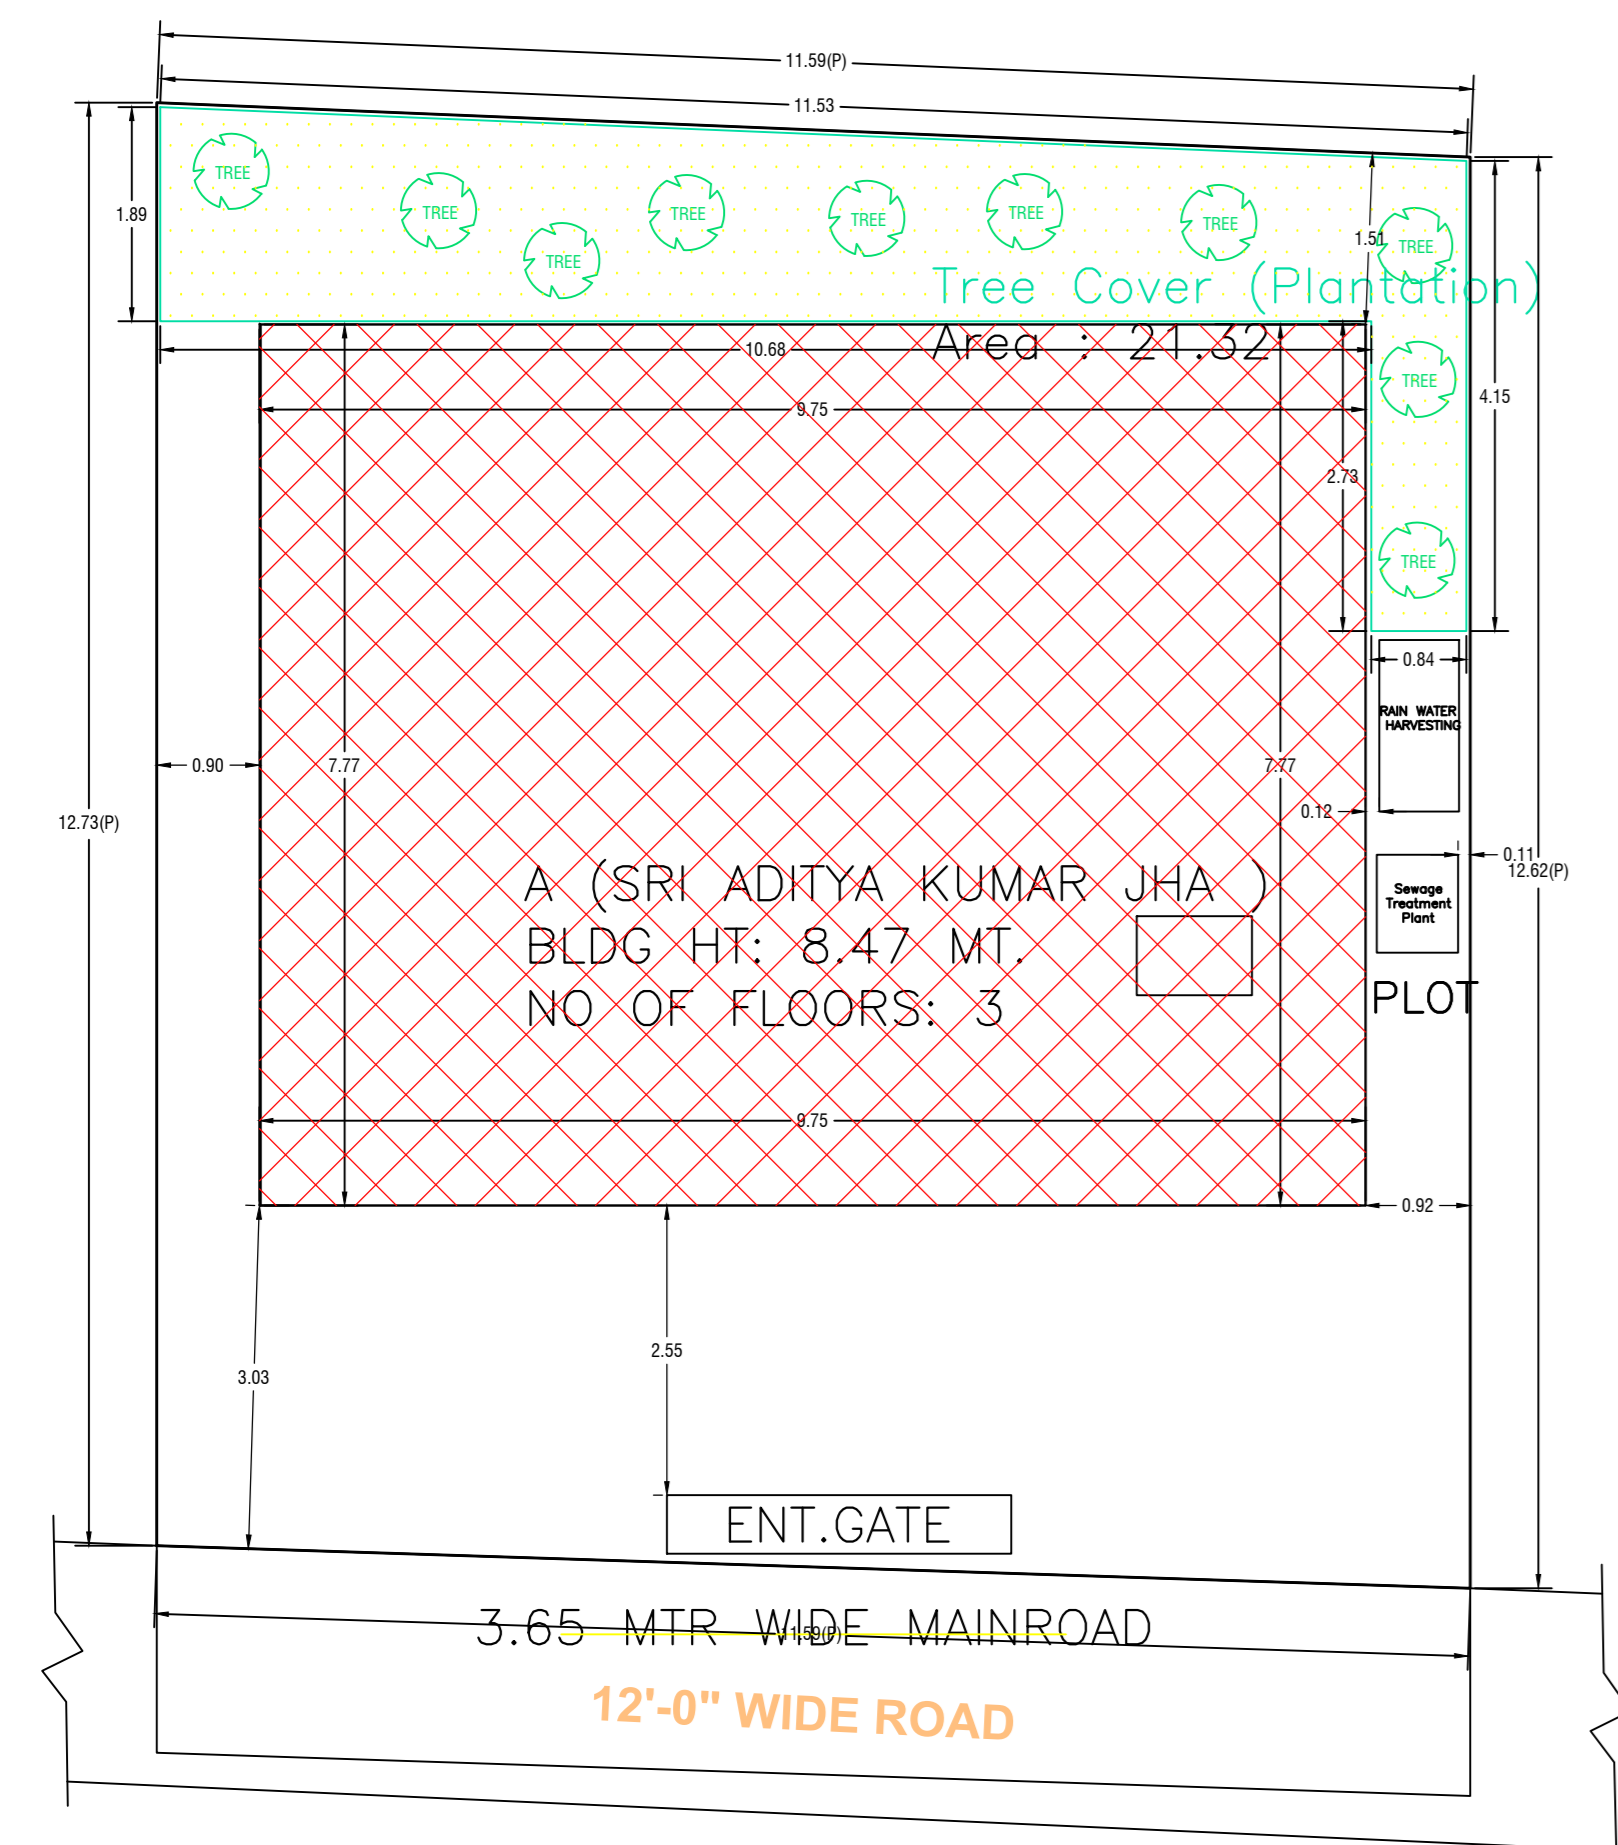 11.59(P)
11.53
TREE
TREE
TREE
TREE
TREE
TREE
TREE
TREE
1.89
1.51
Tree Cover (Plantation)
Area : 21.32
10.68
9.75
TREE
4.15
2.73
TREE
0.84
RAIN WATER
HARVESTING
0.90
7.77
7.77
0.12
12.73(P)
0.11
12.62(P)
A (SRI ADITYA KUMAR JHA )
BLDG HT: 8.47 MT.
NO OF FLOORS: 3
Sewage
Treatment
Plant
PLOT
9.75
0.92
3.03
2.55
ENT.GATE
3.65 MTR WIDE MAINROAD
11.59(P)
12'-0" WIDE ROAD